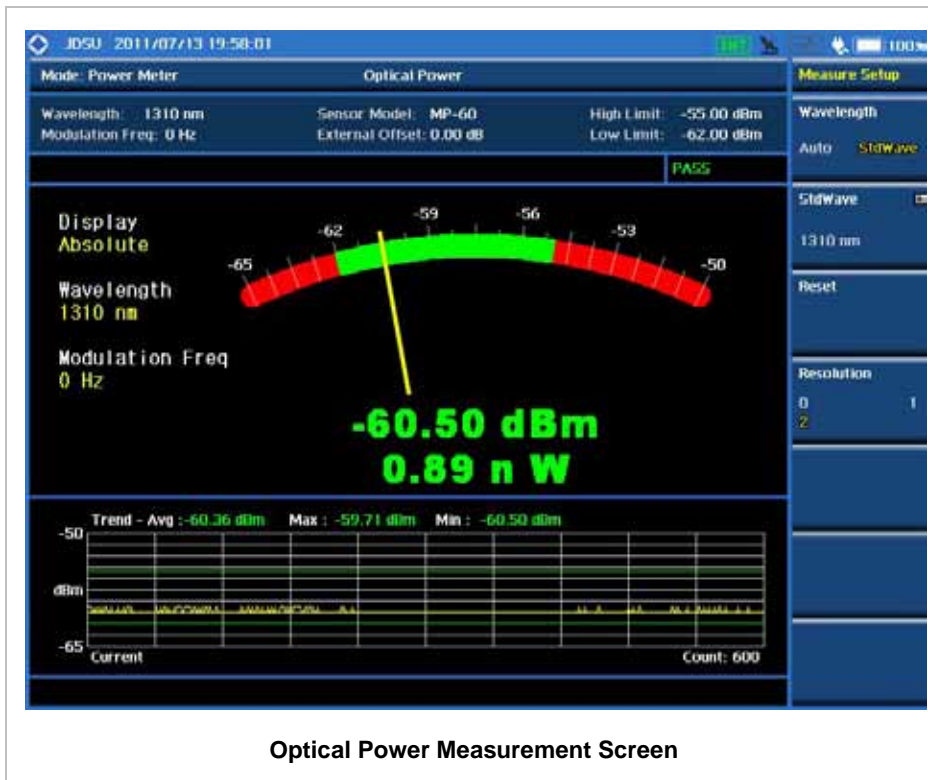 JDSU 2011/07/13 19:58:01
100%
Mode: Power Meter Optical Power
Measure Setup
Wavelength: 1310 nm Sensor Model: MP-60 High Limit: -55.00 dBm
Modulation Freq: 0 Hz External Offset: 0.00 dB Low Limit: -62.00 dBm
PASS
Wavelength
Auto StdWave
StdWave
1310 nm
Reset
Resolution
0 1
2
Display
Absolute
Wavelength
1310 nm
Modulation Freq
0 Hz
-65 -62 -59 -56 -53 -50
-60.50 dBm
0.89 n W
Trend - Avg :-60.36 dBm Max : -59.71 dBm Min : -60.50 dBm
-50
dBm
-65
Current Count: 600
Optical Power Measurement Screen